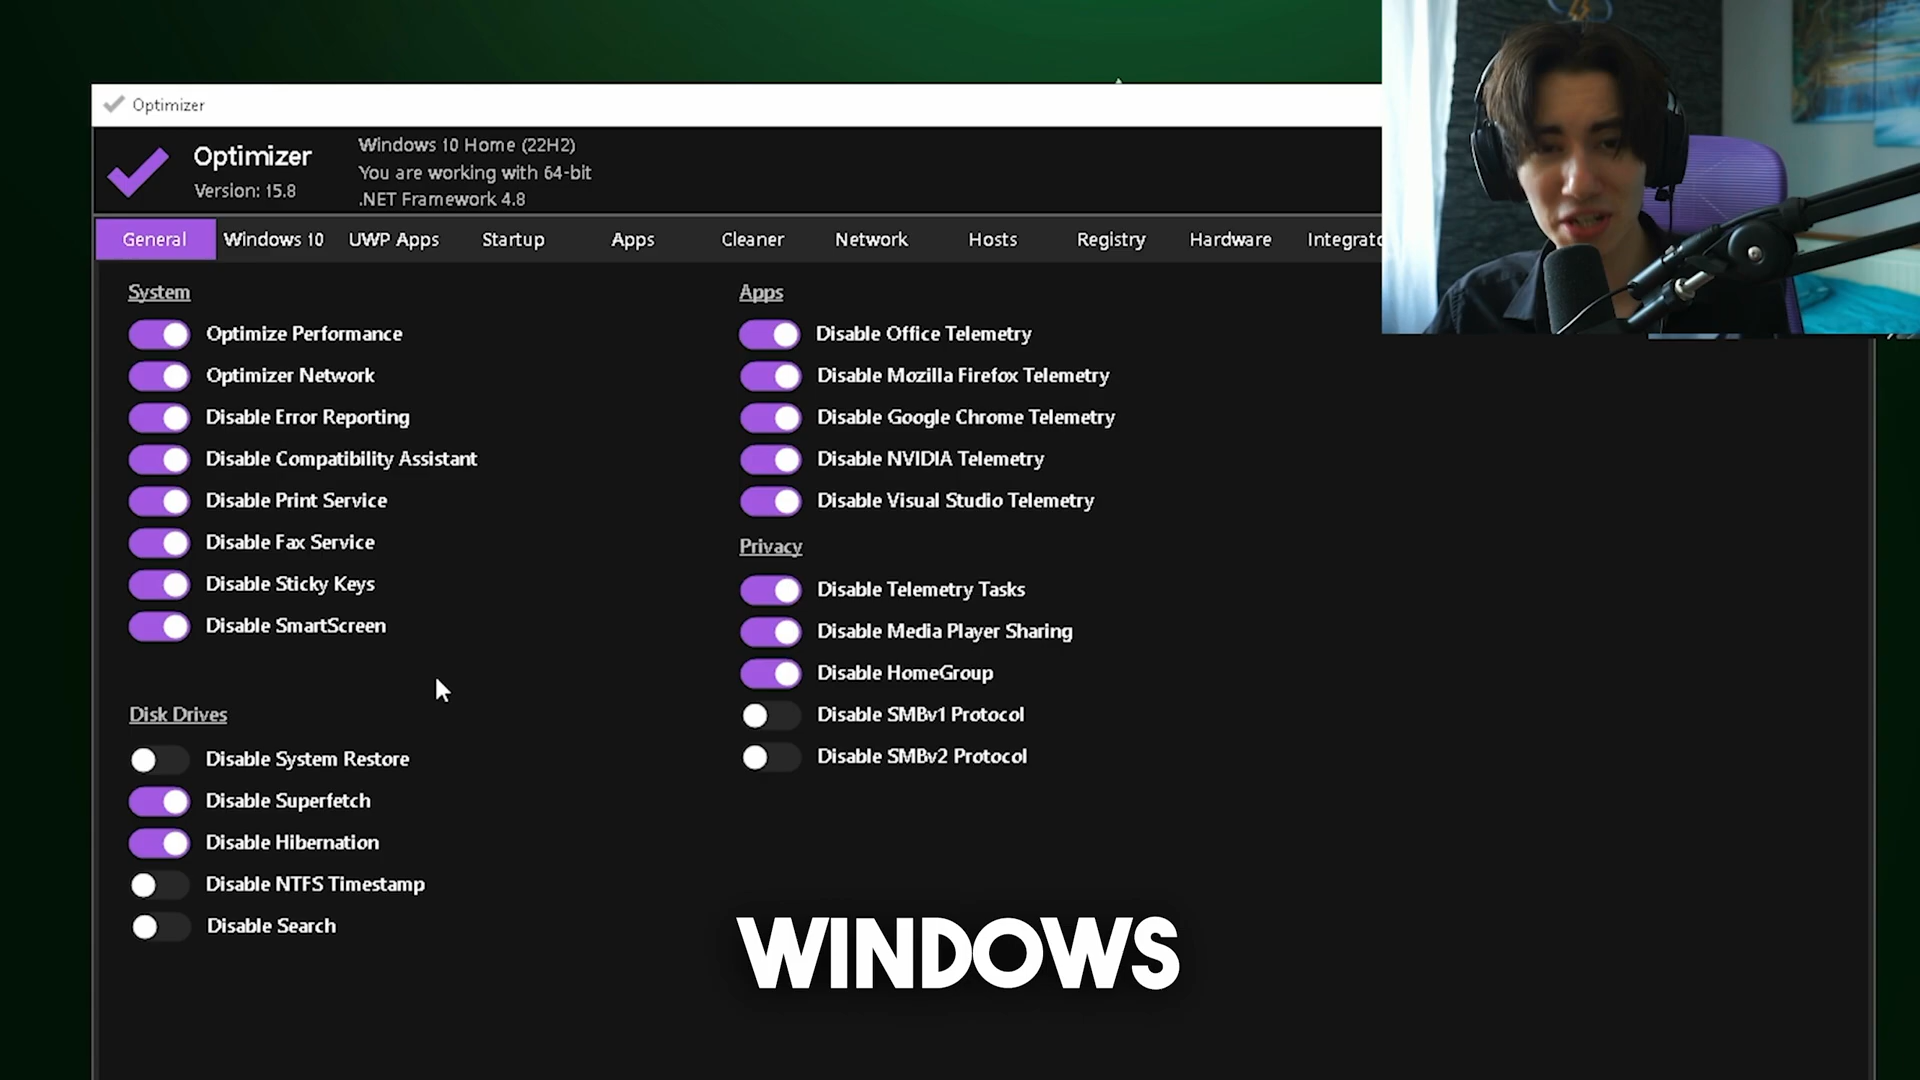 Optimizer
Optimizer
Version: 15.8
Windows 10 Home (22H2)
You are working with 64-bit
.NET Framework 4.8
General
Windows 10
UWP Apps
Startup
Apps
Cleaner
Network
Hosts
Registry
Hardware
System
Optimize Performance
Optimizer Network
Disable Error Reporting
Disable Compatibility Assistant
Disable Print Service
Disable Fax Service
Disable Sticky Keys
Disable SmartScreen
Disk Drives
Disable System Restore
Disable Superfetch
Disable Hibernation
Disable NTFS Timestamp
Disable Search
Apps
Disable Office Telemetry
Disable Mozilla Firefox Telemetry
Disable Google Chrome Telemetry
Disable NVIDIA Telemetry
Disable Visual Studio Telemetry
Privacy
Disable Telemetry Tasks
Disable Media Player Sharing
Disable HomeGroup
Disable SMBv1 Protocol
Disable SMBv2 Protocol
WINDOWS